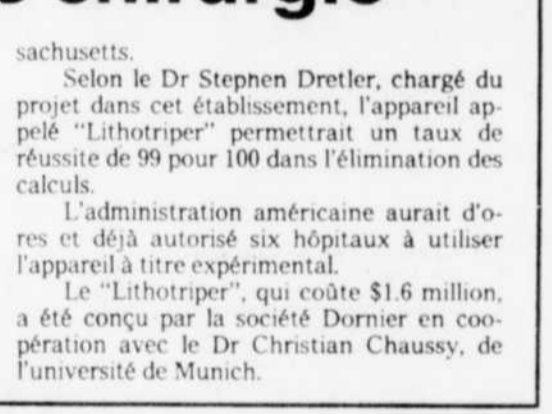 sachusetts.
Selon le Dr Stephen Dretler, chargé du
projet dans cet établissement, l'appareil ap-
pelé "Lithotriper" permettrait un taux de
réussite de 99 pour 100 dans l'élimination des
calculs.
L'administration américaine aurait d'o-
res et déjà autorisé six hôpitaux à utiliser
l'appareil à titre expérimental.
Le "Lithotriper", qui coûte $1.6 million,
a été conçu par la société Dornier en coo-
pération avec le Dr Christian Chaussy, de
l'université de Munich.